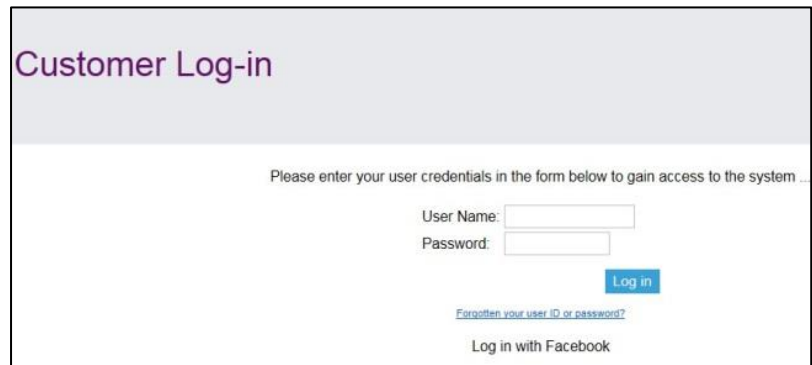 Customer Log-in
Please enter your user credentials in the form below to gain access to the system ...
User Name:
Password:
Log in
Forgotten your user ID or password?
Log in with Facebook